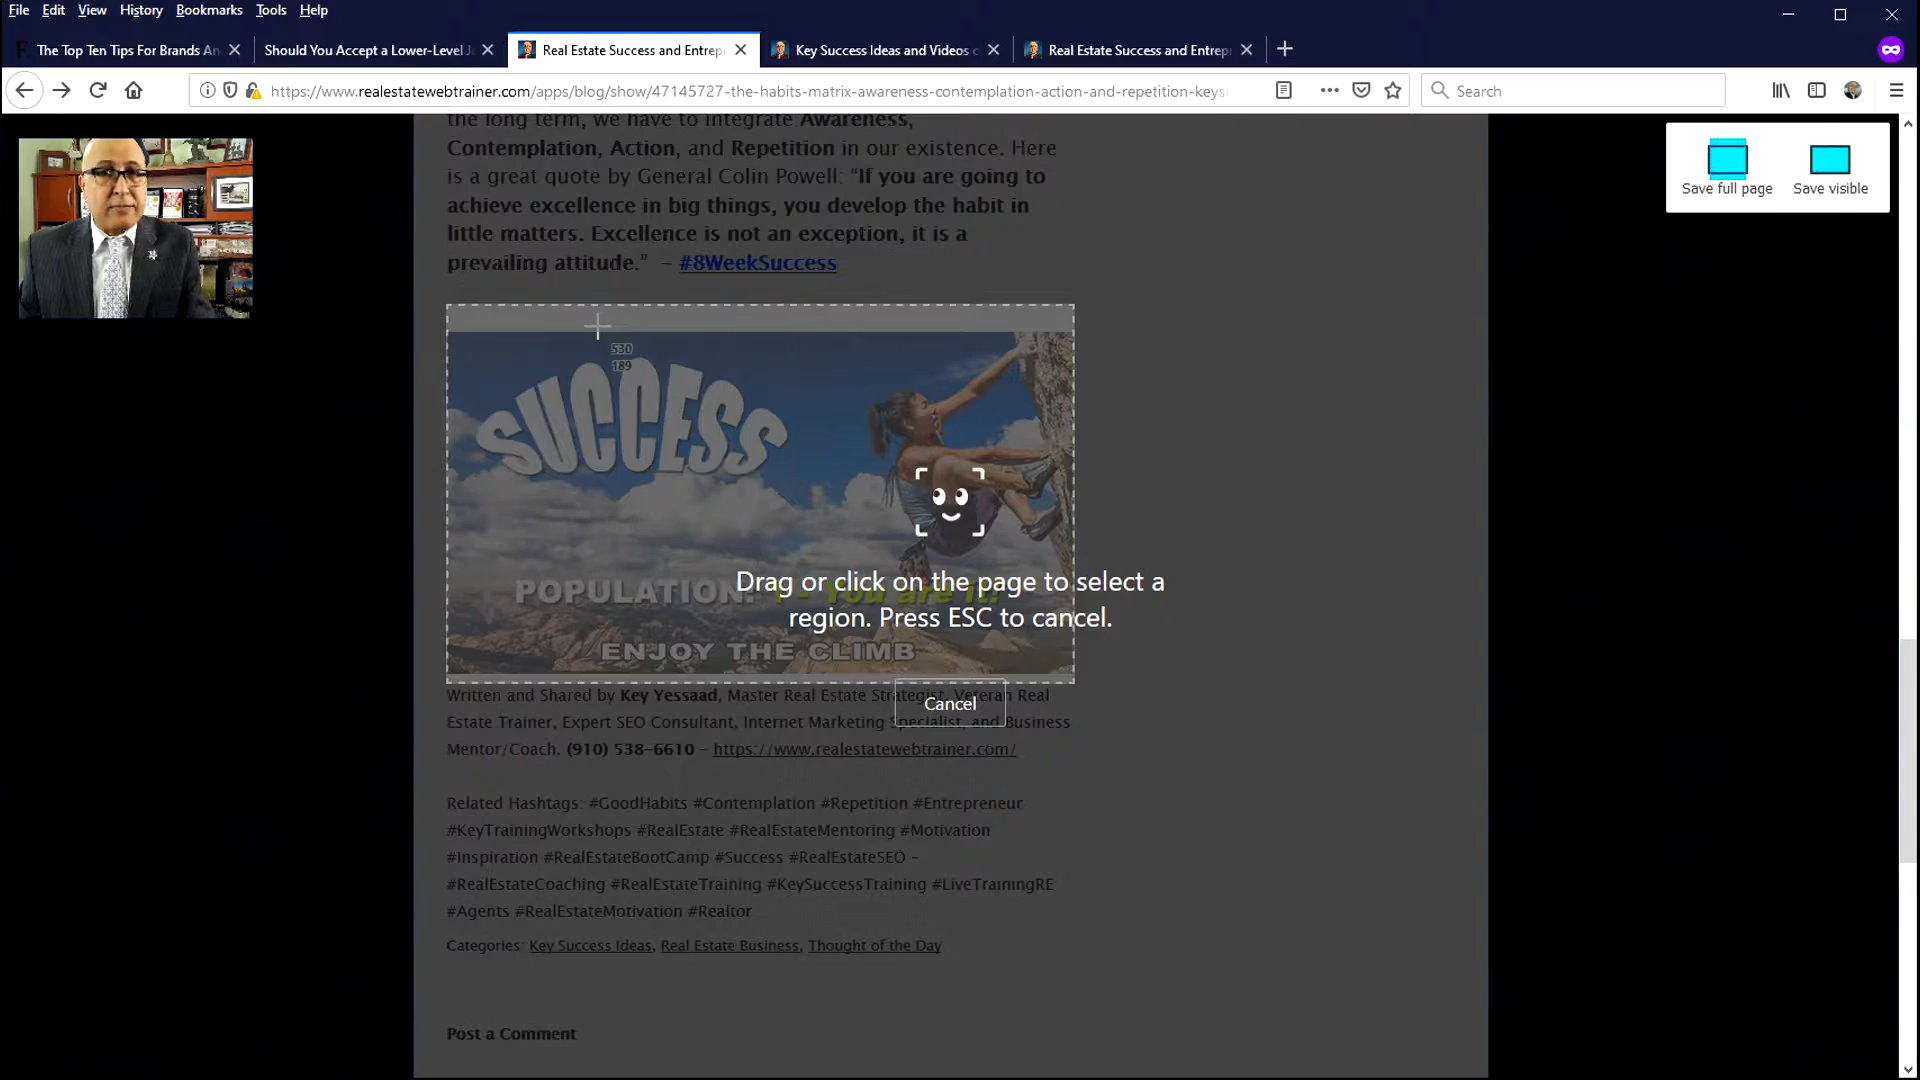 File Edit View History Bookmarks Tools Help
The Top Ten Tips For Brands An
Should You Accept a Lower-Level J
Real Estate Success and Entrep
Key Success Ideas and Videos
Real Estate Success and Entrep
https://www.realestatewebtrainer.com/apps/blog/show/47145727-the-habits-matrix-awareness-contemplation-action-and-repetition-keys
Search
Save full page
Save visible
the long term, we have to integrate Awareness,
Contemplation, Action, and Repetition in our existence. Here
is a great quote by General Colin Powell: “If you are going to
achieve excellence in big things, you develop the habit in
little matters. Excellence is not an exception, it is a
prevailing attitude.” – #8WeekSuccess
530
189
SUCCESS
POPULATION: 1 - You are it!
ENJOY THE CLIMB
Drag or click on the page to select a
region. Press ESC to cancel.
Cancel
Written and Shared by Key Yessaad, Master Real Estate Strategist, Veteran Real
Estate Trainer, Expert SEO Consultant, Internet Marketing Specialist, and Business
Mentor/Coach. (910) 538-6610 – https://www.realestatewebtrainer.com/
Related Hashtags: #GoodHabits #Contemplation #Repetition #Entrepreneur
#KeyTrainingWorkshops #RealEstate #RealEstateMentoring #Motivation
#Inspiration #RealEstateBootCamp #Success #RealEstateSEO –
#RealEstateCoaching #RealEstateTraining #KeySuccessTraining #LiveTrainingRE
#Agents #RealEstateMotivation #Realtor
Categories: Key Success Ideas, Real Estate Business, Thought of the Day
Post a Comment